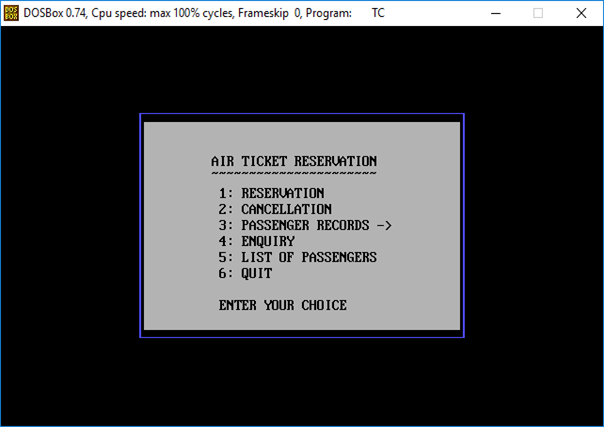 DOSBox 0.74, Cpu speed: max 100% cycles, Frameskip 0, Program: TC
AIR TICKET RESERVATION
~~~~~~~~~~~~~~~~~~~~~~
1: RESERVATION
2: CANCELLATION
3: PASSENGER RECORDS ->
4: ENQUIRY
5: LIST OF PASSENGERS
6: QUIT
ENTER YOUR CHOICE